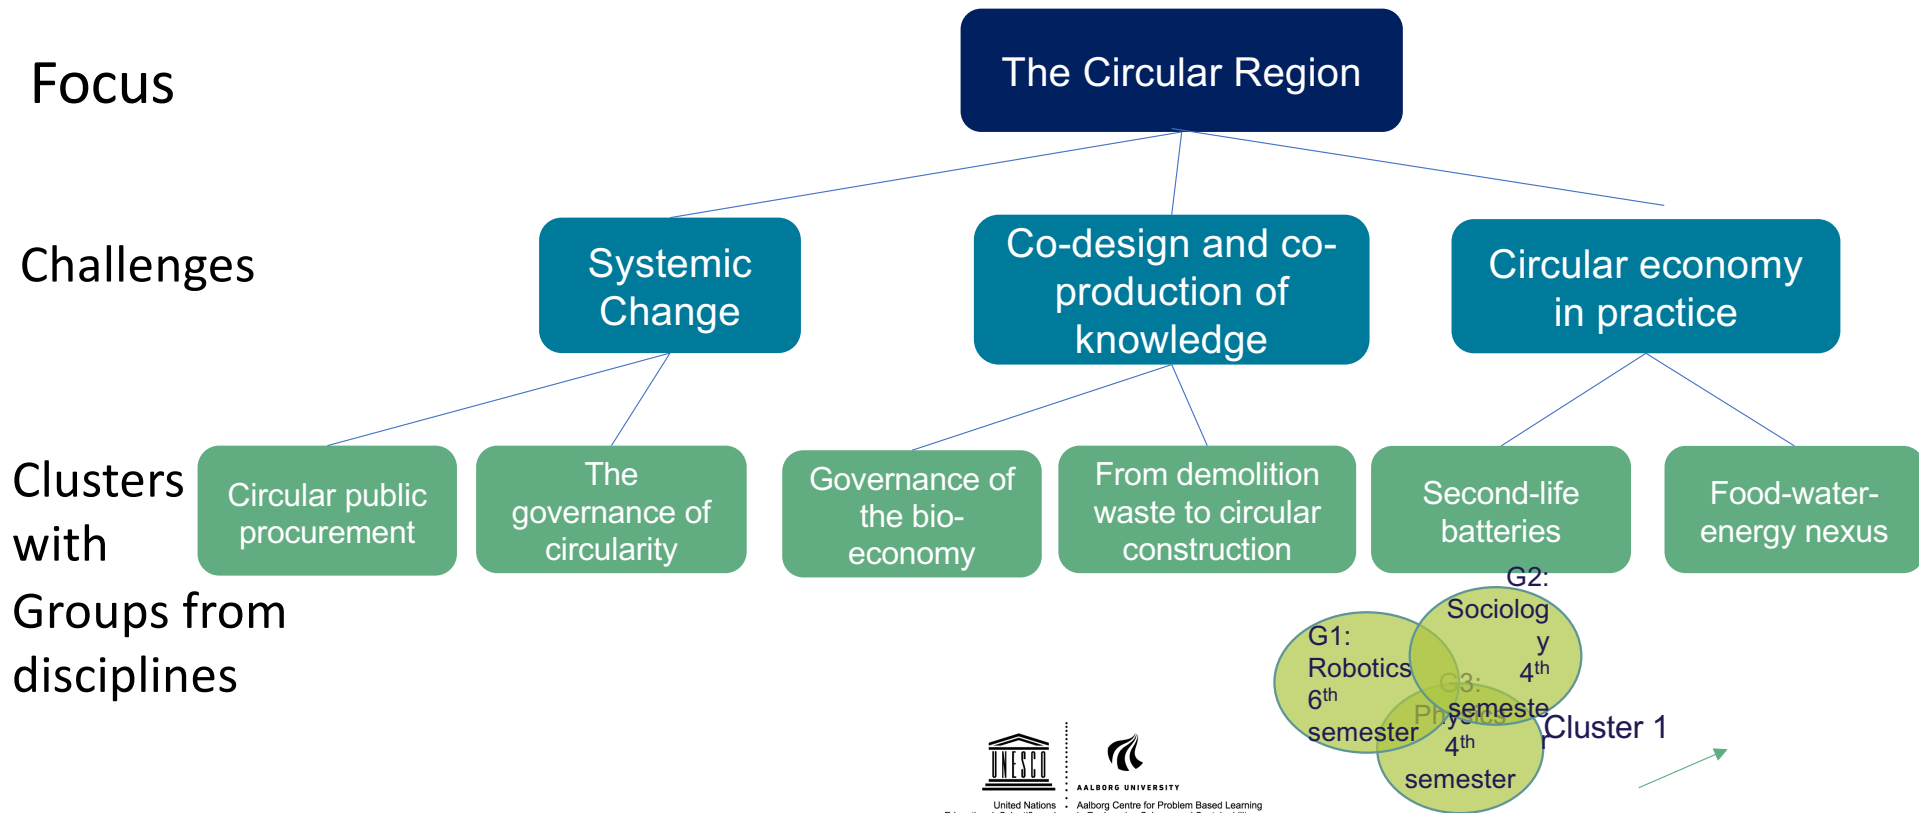 Focus
The Circular Region
Challenges
Systemic
Change
Co-design and co-
production of
knowledge
Circular economy
in practice
Clusters
with
Groups from
disciplines
Circular public
procurement
The
governance of
circularity
Governance of
the bio-
economy
From demolition
waste to circular
construction
Second-life
batteries
Food-water-
energy nexus
G1:
Robotics
6th
semester
G2:
Sociolog
y
4th
semeste
r
G3:
Physics
4th
semester
Cluster 1
UNESCO
United Nations
AALBORG UNIVERSITY
Aalborg Centre for Problem Based Learning